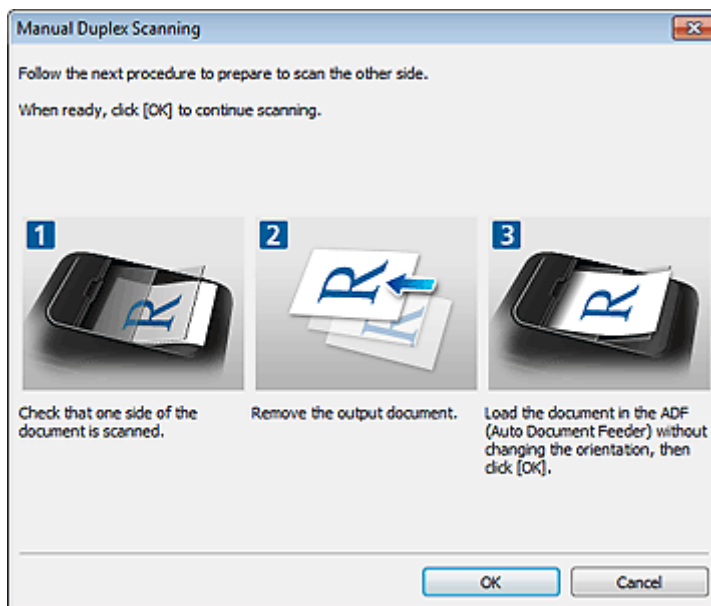 Manual Duplex Scanning
Follow the next procedure to prepare to scan the other side.
When ready, click [OK] to continue scanning.
1
R
2
R
R
3
R
Check that one side of the
document is scanned.
Remove the output document.
Load the document in the ADF
(Auto Document Feeder) without
changing the orientation, then
click [OK].
OK
Cancel